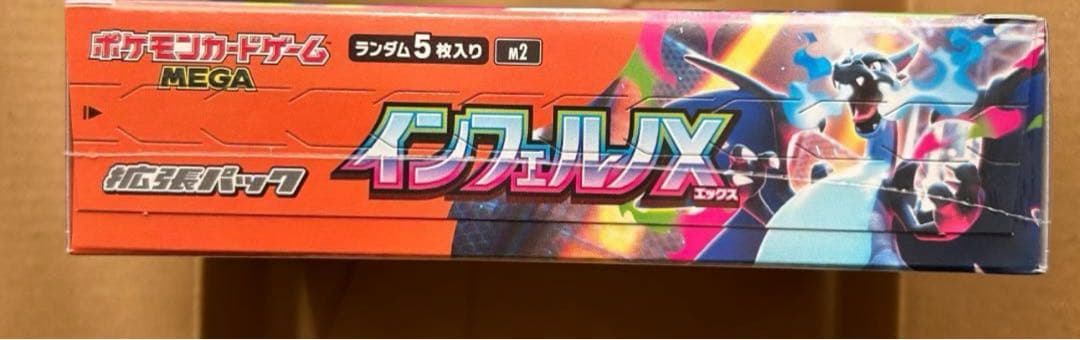 ポケモンカードゲーム
MEGA
ランダム5枚入り
M2
拡張パック
インフェルノX
エックス